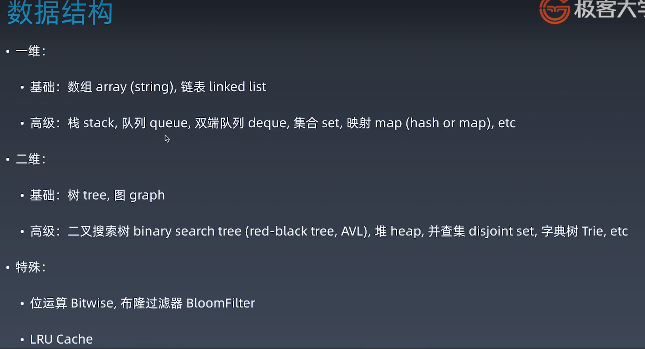 数据结构
极客大学
• 一维：
• 基础：数组 array (string), 链表 linked list
• 高级：栈 stack, 队列 queue, 双端队列 deque, 集合 set, 映射 map (hash or map), etc
• 二维：
• 基础：树 tree, 图 graph
• 高级：二叉搜索树 binary search tree (red-black tree, AVL), 堆 heap, 并查集 disjoint set, 字典树 Trie, etc
• 特殊：
• 位运算 Bitwise, 布隆过滤器 BloomFilter
• LRU Cache